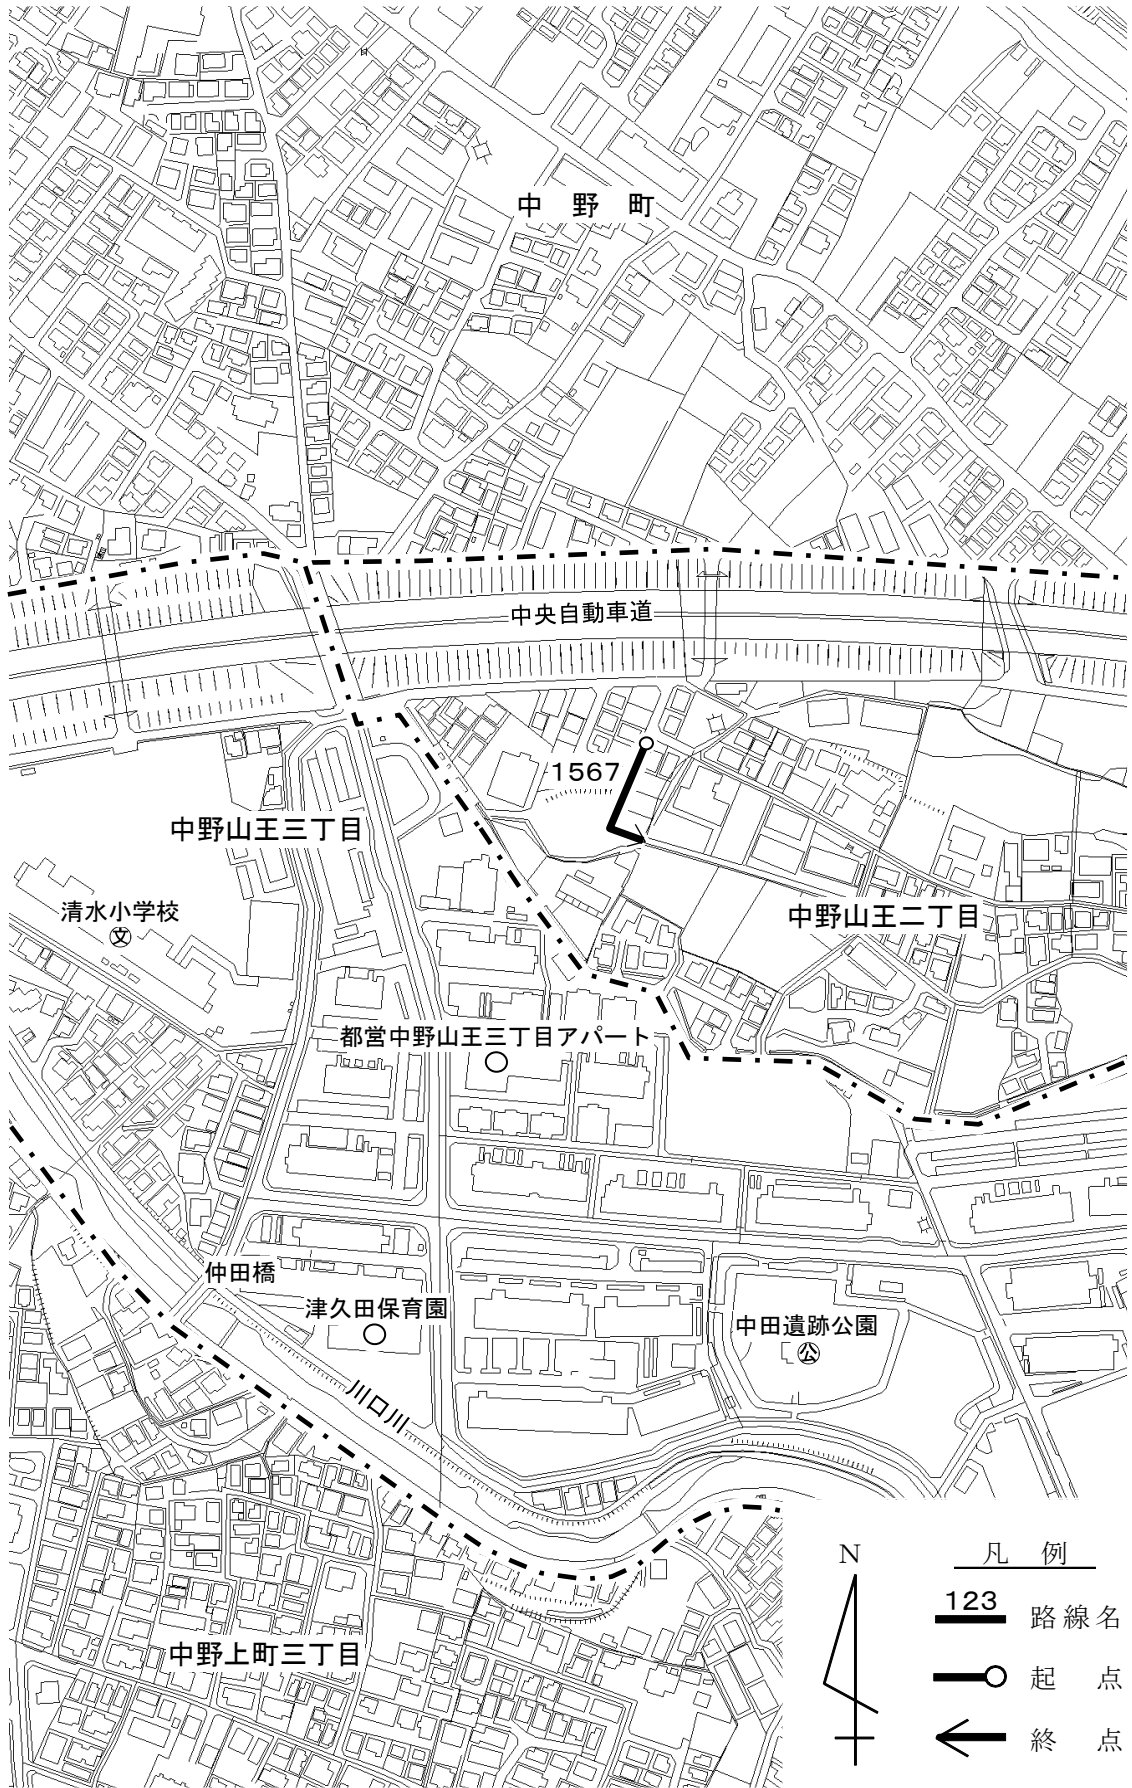 中野町
中央自動車道
1567
中野山王三丁目
清水小学校
文
中野山王二丁目
都営中野山王三丁目アパート
仲田橋
津久田保育園
中田遺跡公園
公
川口川
中野上町三丁目
N
凡例
123
路線名
起点
終点